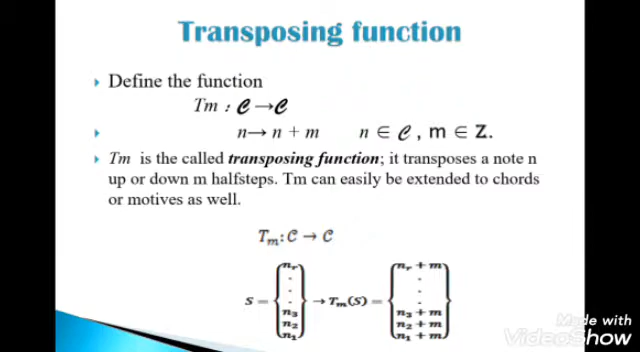 Transposing function
Define the function
Tm : 𝒞 →𝒞
n→ n + m n ∈ 𝒞 , m ∈ Z.
Tm is the called transposing function; it transposes a note n
up or down m halfsteps. Tm can easily be extended to chords
or motives as well.
Tₘ: C → C
nᵣ nᵣ + m
. .
. .
S = { . } → Tₘ(S) = { . }
n₃ n₃ + m
n₂ n₂ + m
n₁ n₁ + m
Made with
VideoShow